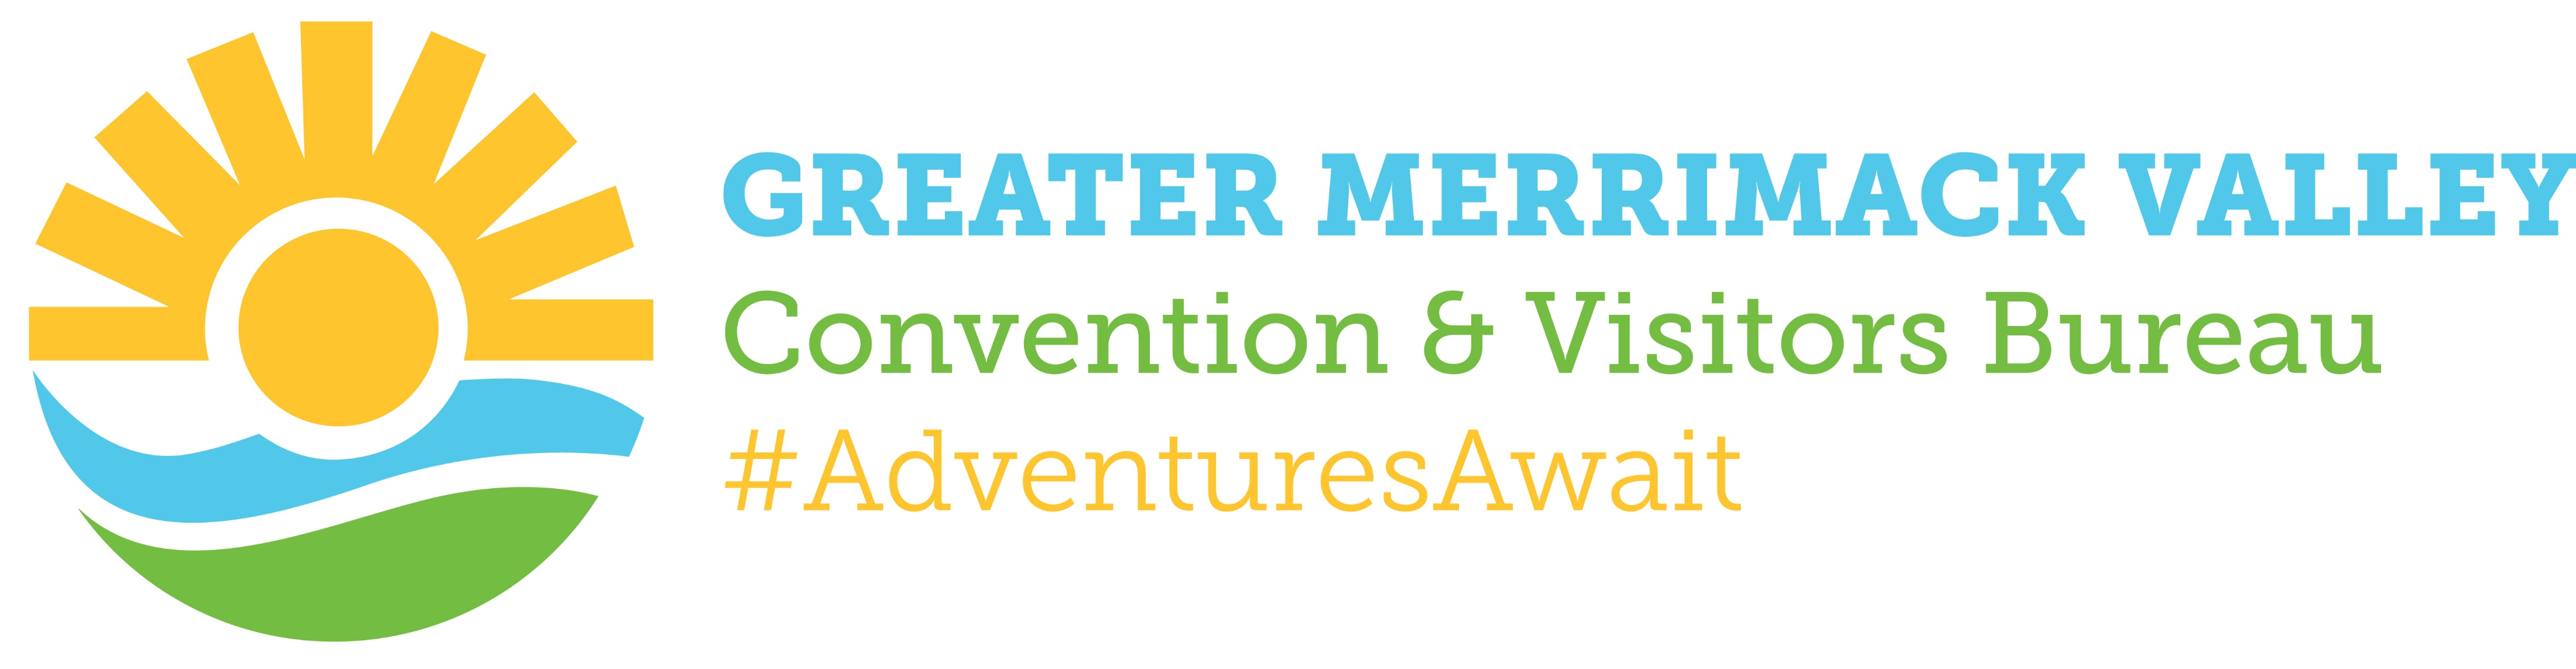 GREATER MERRIMACK VALLEY
Convention & Visitors Bureau
#AdventuresAwait